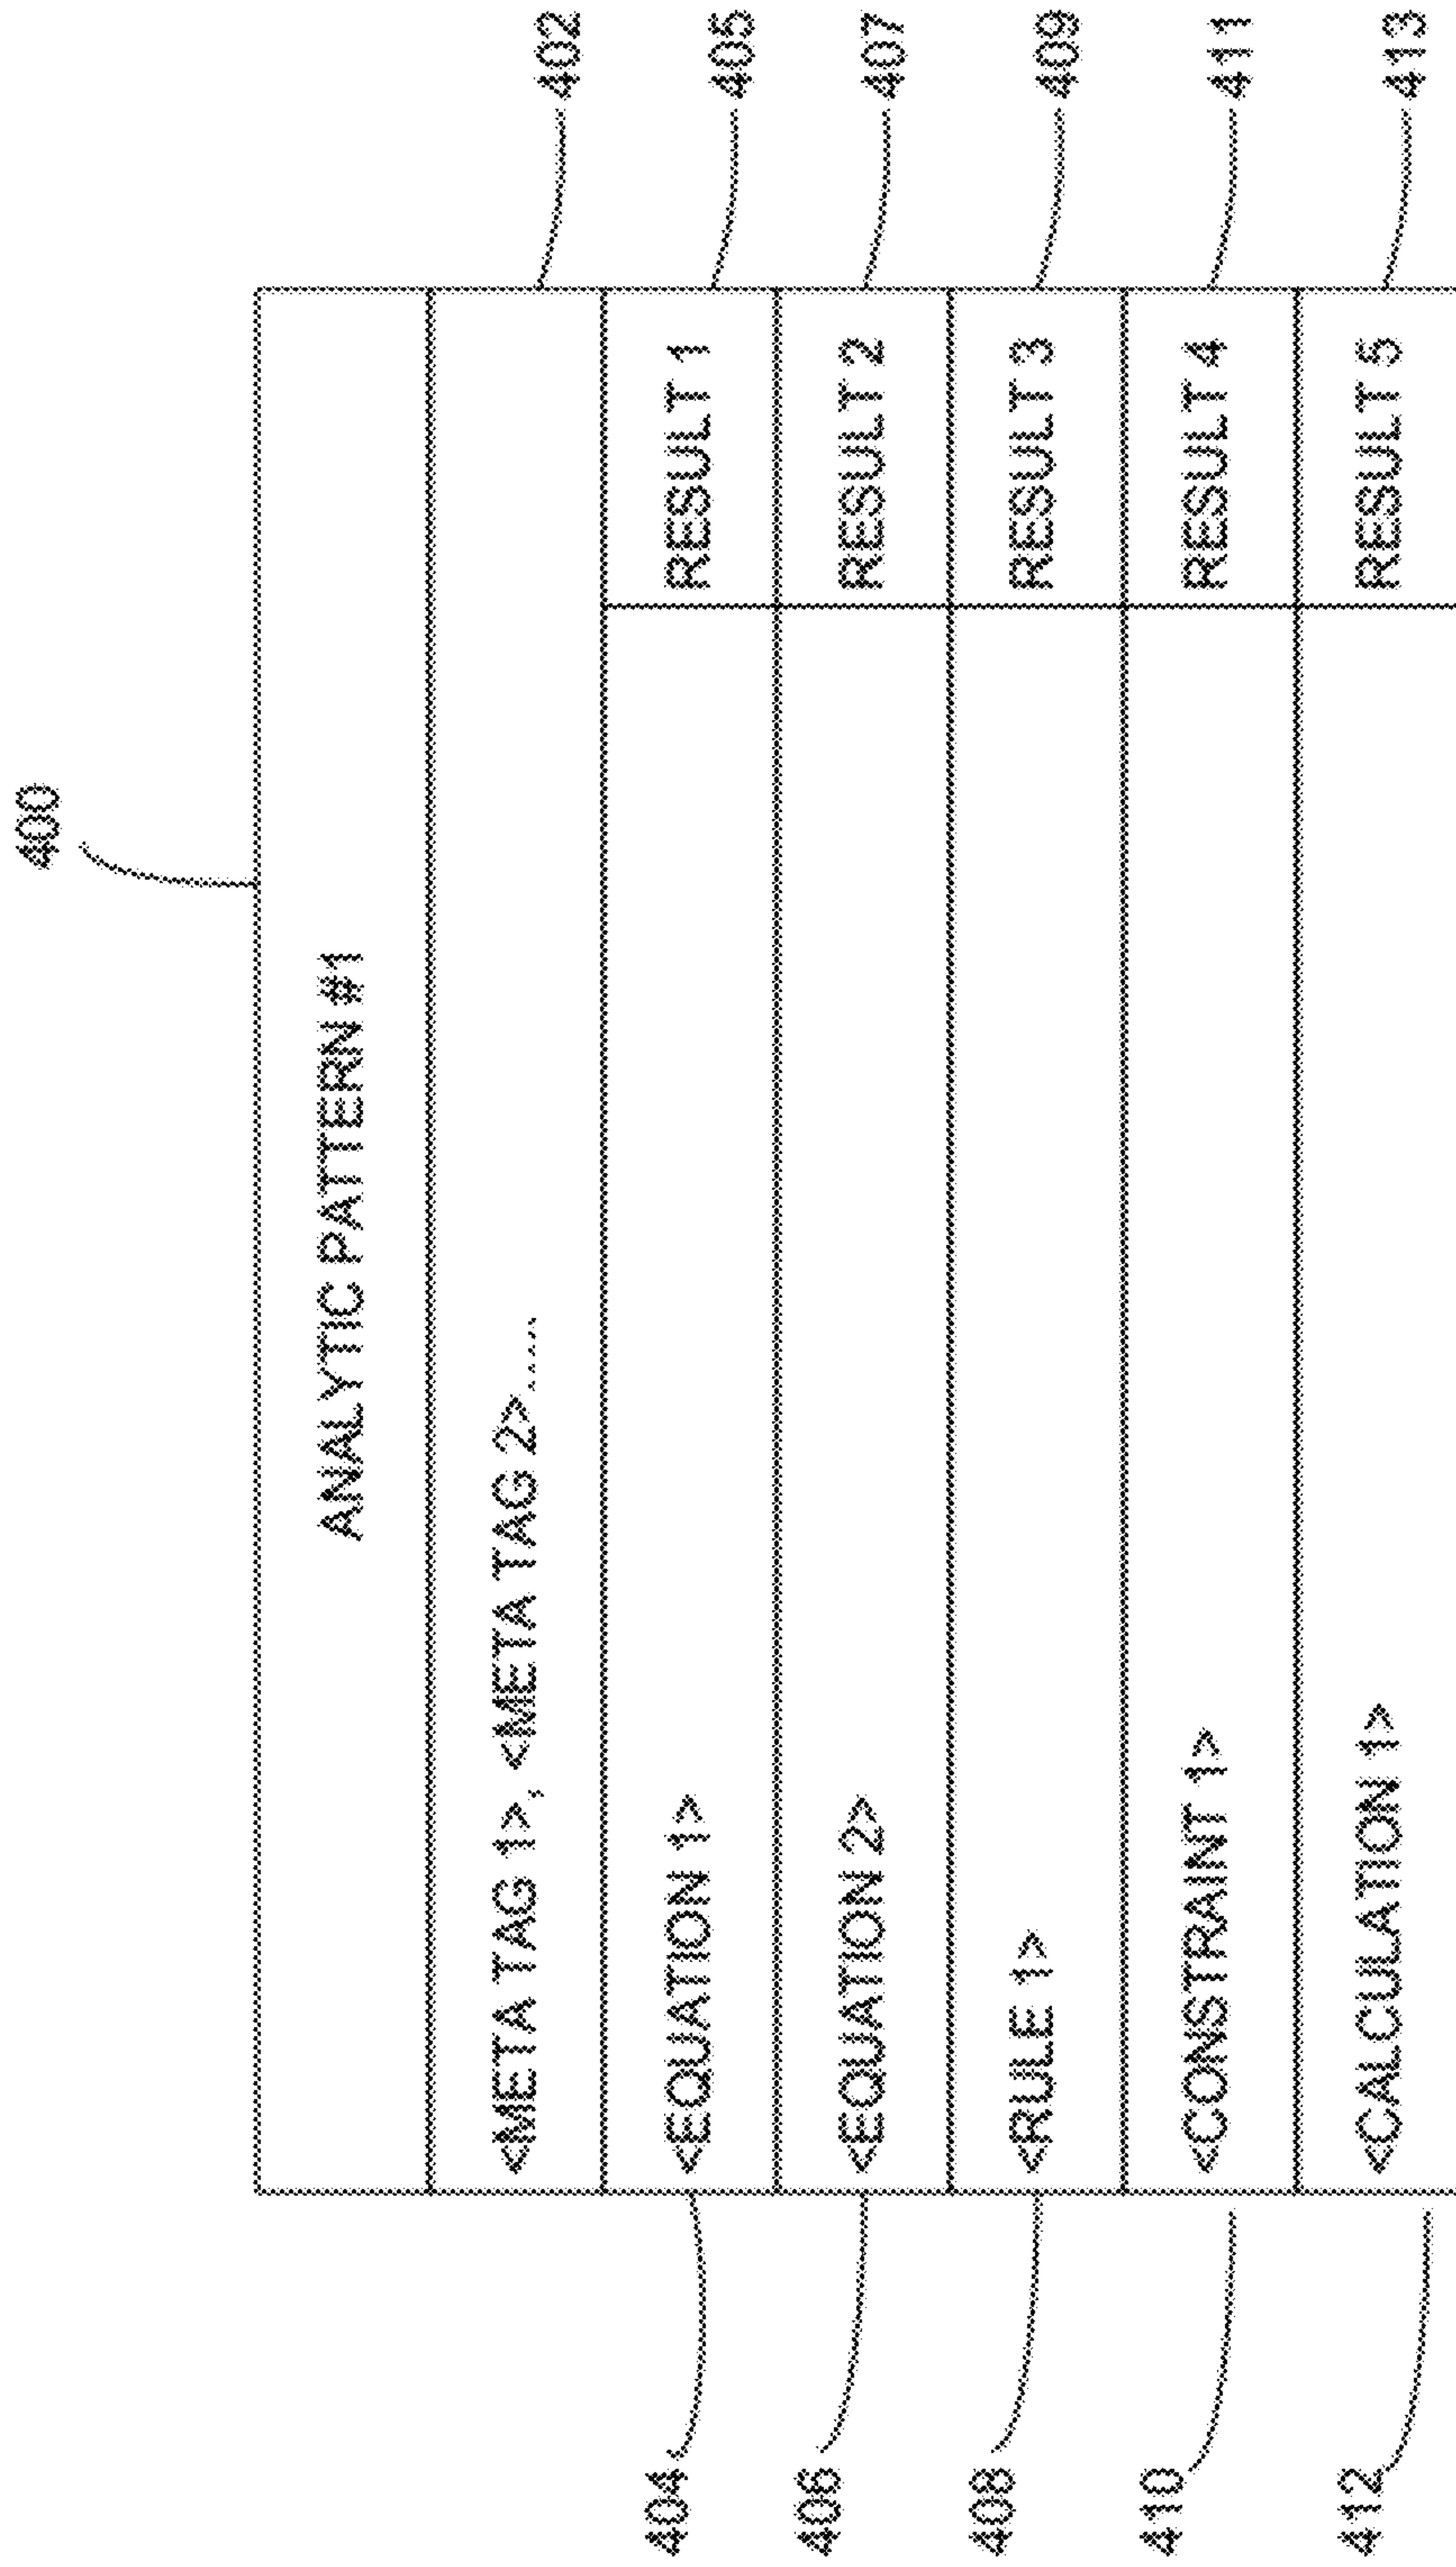 400
ANALYTIC PATTERN #1
<META TAG 1>, <META TAG 2>..... 402
404 <EQUATION 1> RESULT 1 405
406 <EQUATION 2> RESULT 2 407
408 <RULE 1> RESULT 3 409
410 <CONSTRAINT 1> RESULT 4 411
412 <CALCULATION 1> RESULT 5 413